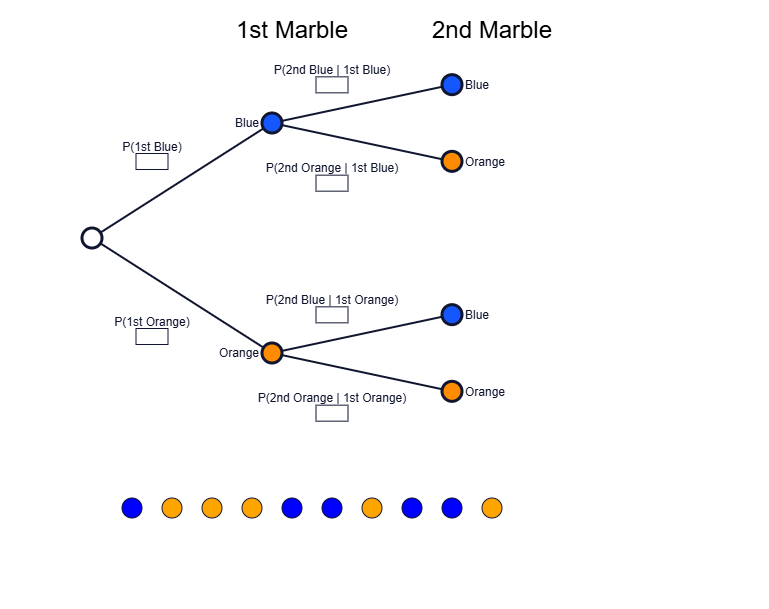 1st Marble 2nd Marble
P(2nd Blue | 1st Blue)
Blue
Blue
P(1st Blue)
Orange
P(2nd Orange | 1st Blue)
P(2nd Blue | 1st Orange)
Blue
P(1st Orange)
Orange
Orange
P(2nd Orange | 1st Orange)